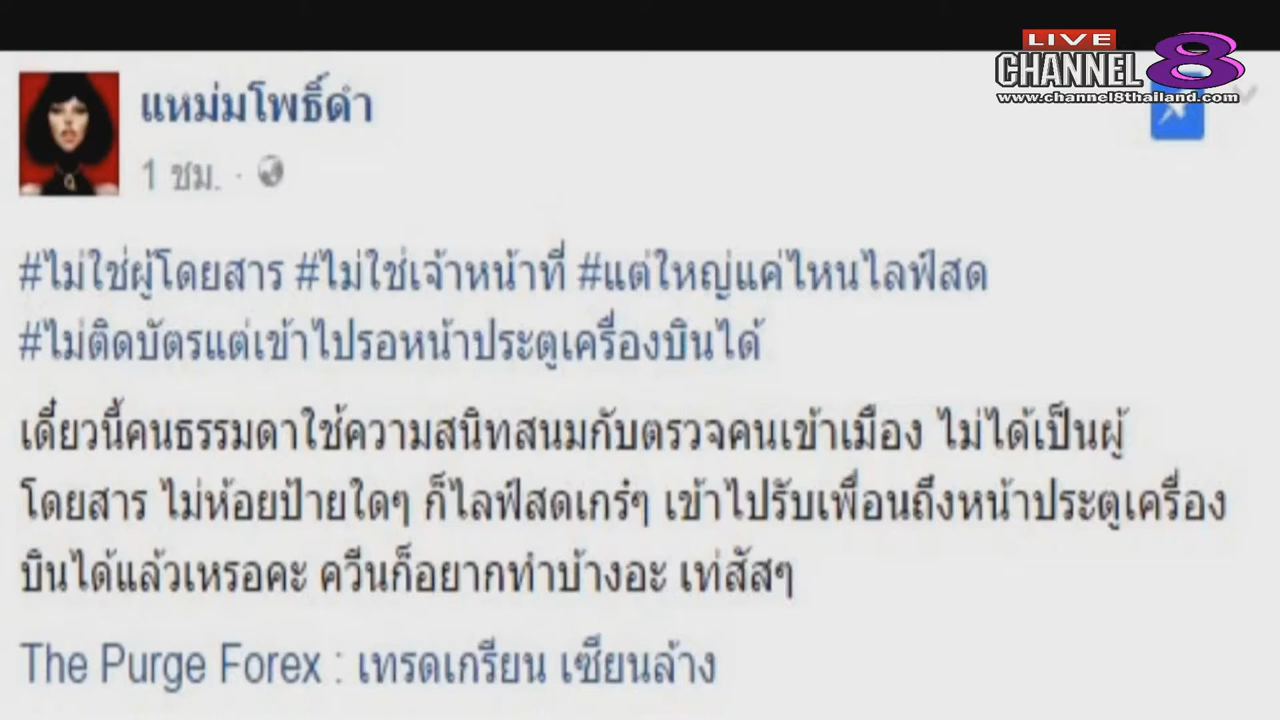 LIVE
CHANNEL 8
www.channel8thailand.com
แหม่มโพธิ์ดำ
1 ชม. ·
#ไม่ใช่ผู้โดยสาร #ไม่ใช่เจ้าหน้าที่ #แต่ใหญ่แค่ไหนไลฟ์สด
#ไม่ติดบัตรแต่เข้าไปรอหน้าประตูเครื่องบินได้
เดี๋ยวนี้คนธรรมดาใช้ความสนิทสนมกับตรวจคนเข้าเมือง ไม่ได้เป็นผู้
โดยสาร ไม่ห้อยป้ายใดๆ ก็ไลฟ์สดเกร๋ๆ เข้าไปรับเพื่อนถึงหน้าประตูเครื่อง
บินได้แล้วเหรอคะ ควีนก็อยากทำบ้างอะ เท่สัสๆ
The Purge Forex : เทรดเกรียน เซียนล้าง